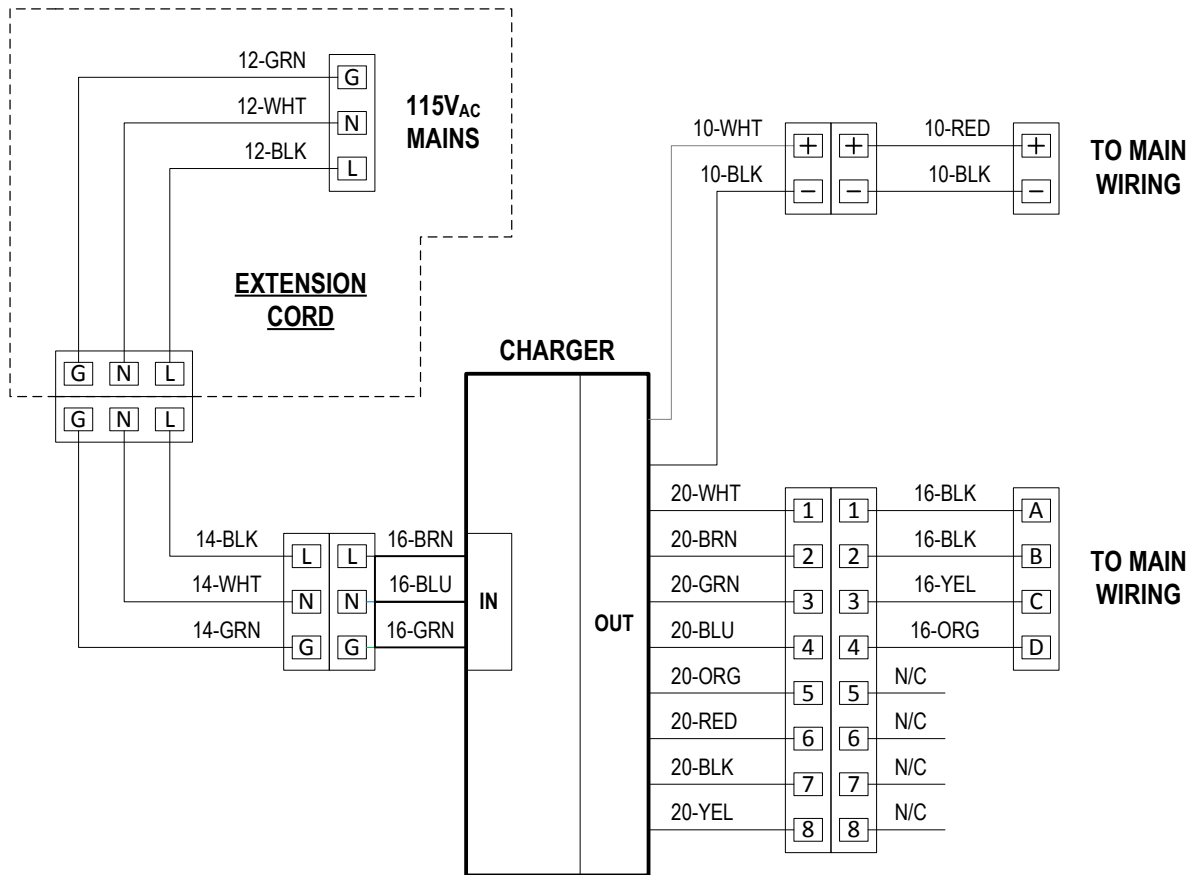 12-GRN
G
12-WHT
N
12-BLK
L
115VAC
MAINS
EXTENSION
CORD
G N L
G N L
14-BLK L L 16-BRN
14-WHT N N 16-BLU
14-GRN G G 16-GRN
CHARGER
IN
OUT
10-WHT + + 10-RED +
10-BLK − − 10-BLK −
TO MAIN
WIRING
20-WHT 1 1 16-BLK A
20-BRN 2 2 16-BLK B
20-GRN 3 3 16-YEL C
20-BLU 4 4 16-ORG D
20-ORG 5 5 N/C
20-RED 6 6 N/C
20-BLK 7 7 N/C
20-YEL 8 8 N/C
TO MAIN
WIRING